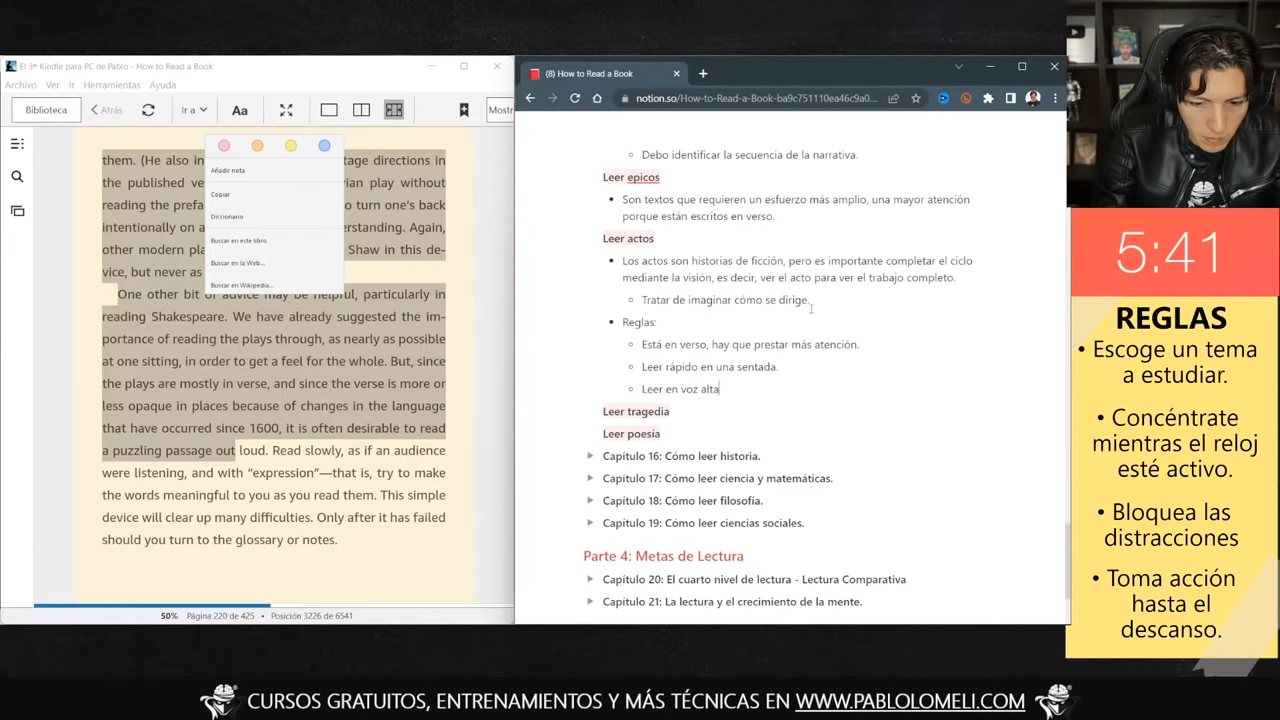 El 3er Kindle para PC de Pablo - How to Read a Book
Archivo Ver Ir Herramientas Ayuda
Biblioteca Atrás Ir a Aa Mostr
them. (He also in tage directions in
the published ve rian play without
reading the prefa to turn one's back
intentionally on a erstanding. Again,
other modern pla Shaw in this de-
vice, but never as
One other bit of advice may be helpful, particularly in
reading Shakespeare. We have already suggested the im-
portance of reading the plays through, as nearly as possible
at one sitting, in order to get a feel for the whole. But, since
the plays are mostly in verse, and since the verse is more or
less opaque in places because of changes in the language
that have occurred since 1600, it is often desirable to read
a puzzling passage out loud. Read slowly, as if an audience
were listening, and with "expression"—that is, try to make
the words meaningful to you as you read them. This simple
device will clear up many difficulties. Only after it has failed
should you turn to the glossary or notes.
Añadir nota
Copiar
Diccionario
Buscar en este libro
Buscar en la Web...
Buscar en Wikipedia...
50% Página 220 de 425 • Posición 3226 de 6541
(8) How to Read a Book
notion.so/How-to-Read-a-Book-ba9c751110ea46c9a0...
Debo identificar la secuencia de la narrativa.
Leer epicos
Son textos que requieren un esfuerzo más amplio, una mayor atención
porque están escritos en verso.
Leer actos
Los actos son historias de ficción, pero es importante completar el ciclo
mediante la visión, es decir, ver el acto para ver el trabajo completo.
Tratar de imaginar cómo se dirige.
Reglas:
Está en verso, hay que prestar más atención.
Leer rápido en una sentada.
Leer en voz alta
Leer tragedia
Leer poesía
Capítulo 16: Cómo leer historia.
Capítulo 17: Cómo leer ciencia y matemáticas.
Capítulo 18: Cómo leer filosofía.
Capítulo 19: Cómo leer ciencias sociales.
Parte 4: Metas de Lectura
Capítulo 20: El cuarto nivel de lectura - Lectura Comparativa
Capítulo 21: La lectura y el crecimiento de la mente.
5:41
REGLAS
• Escoge un tema
a estudiar.
• Concéntrate
mientras el reloj
esté activo.
• Bloquea las
distracciones
• Toma acción
hasta el
descanso.
CURSOS GRATUITOS, ENTRENAMIENTOS Y MÁS TÉCNICAS EN WWW.PABLOLOMELI.COM